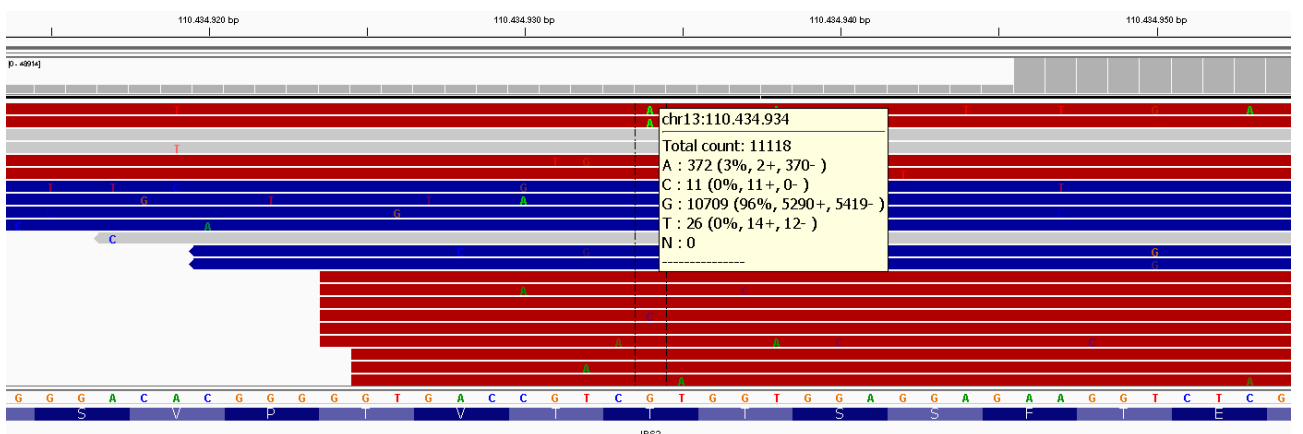 110.434.920 bp 110.434.930 bp 110.434.940 bp 110.434.950 bp
[0 - 48914]
T A T T G A
A
T
T G
T
T T C G T
G T T A
G
C A
C
C G G
G
chr13:110.434.934
Total count: 11118
A : 372 (3%, 2+, 370- )
C : 11 (0%, 11+, 0- )
G : 10709 (96%, 5290+, 5419- )
T : 26 (0%, 14+, 12- )
N : 0
---------------
A C
C
A A C C
A
A A
G G G A C A C G G G G G T G A C C G T C G T G G T G G A G G A G A A G G T C T C G
S V P T V T T T S S F T E